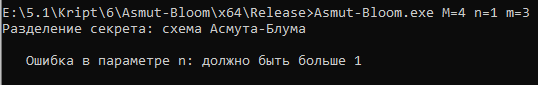 E:\5.1\Kript\6\Asmut-Bloom\x64\Release>Asmut-Bloom.exe M=4 n=1 m=3
Разделение секрета: схема Асмута-Блума
Ошибка в параметре n: должно быть больше 1